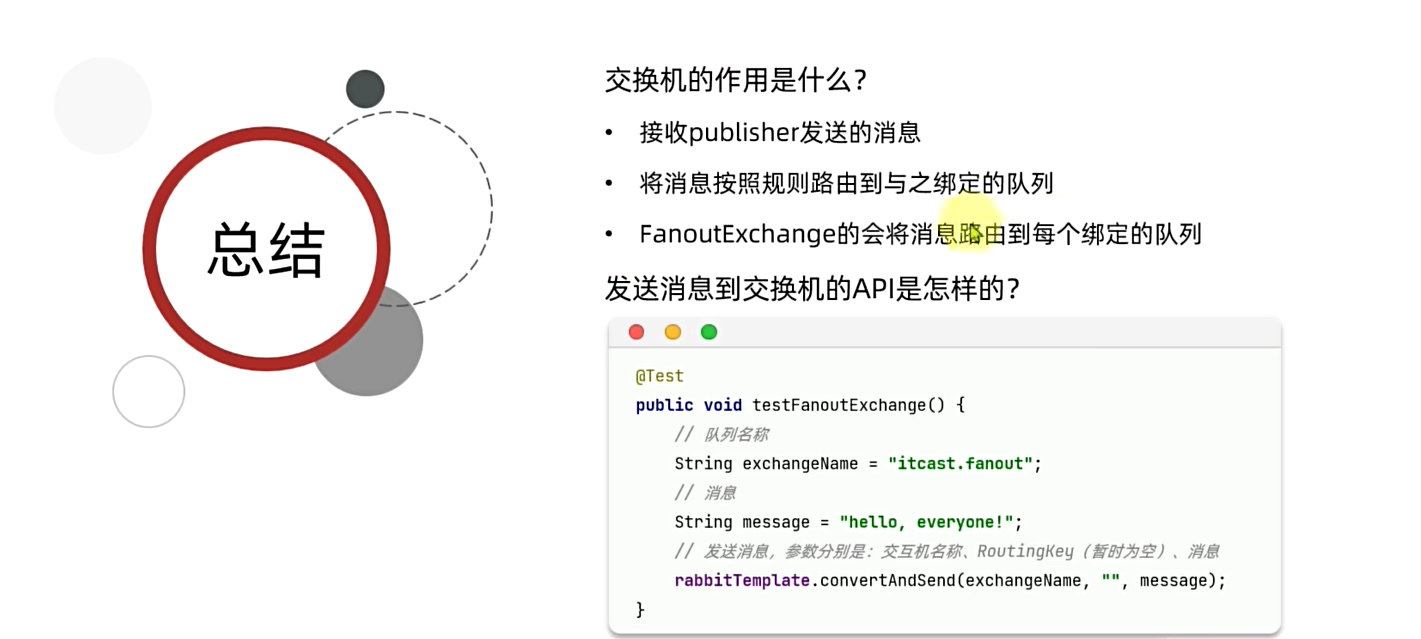 总结
交换机的作用是什么？
• 接收publisher发送的消息
• 将消息按照规则路由到与之绑定的队列
• FanoutExchange的会将消息路由到每个绑定的队列
发送消息到交换机的API是怎样的？
@Test
public void testFanoutExchange() {
// 队列名称
String exchangeName = "itcast.fanout";
// 消息
String message = "hello, everyone!";
// 发送消息，参数分别是：交互机名称、RoutingKey（暂时为空）、消息
rabbitTemplate.convertAndSend(exchangeName, "", message);
}